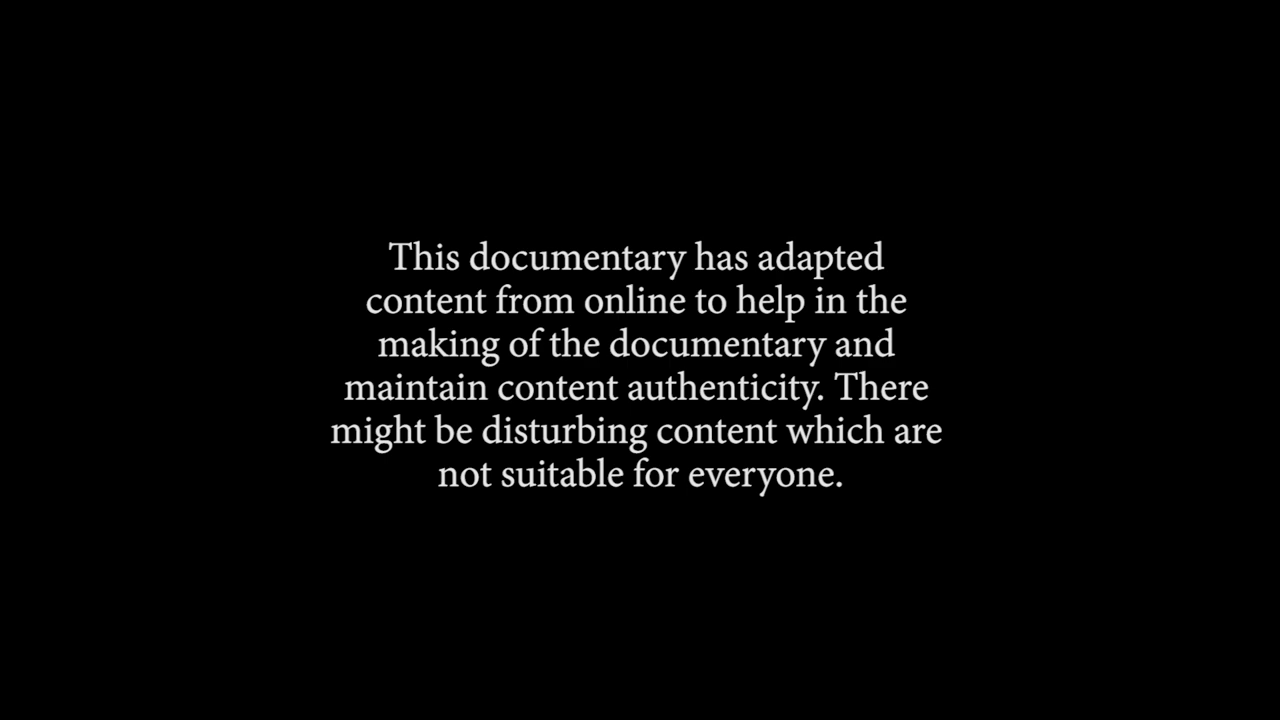 This documentary has adapted
content from online to help in the
making of the documentary and
maintain content authenticity. There
might be disturbing content which are
not suitable for everyone.